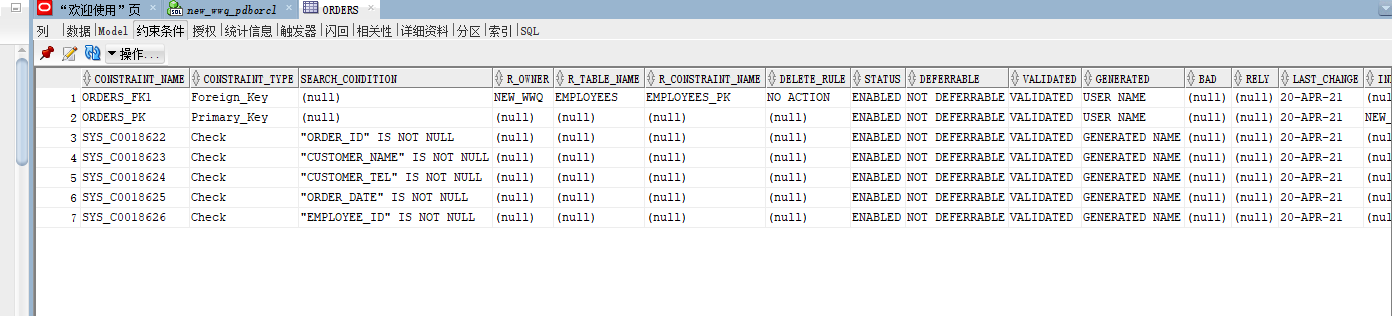 “欢迎使用”页 new_wwq_pdborcl ORDERS
列 数据 Model 约束条件 授权 统计信息 触发器 闪回 相关性 详细资料 分区 索引 SQL
操作...
CONSTRAINT_NAME CONSTRAINT_TYPE SEARCH_CONDITION R_OWNER R_TABLE_NAME R_CONSTRAINT_NAME DELETE_RULE STATUS DEFERRABLE VALIDATED GENERATED BAD RELY LAST_CHANGE IN
1 ORDERS_FK1 Foreign_Key (null) NEW_WWQ EMPLOYEES EMPLOYEES_PK NO ACTION ENABLED NOT DEFERRABLE VALIDATED USER NAME (null) (null) 20-APR-21 (nu
2 ORDERS_PK Primary_Key (null) (null) (null) (null) (null) ENABLED NOT DEFERRABLE VALIDATED USER NAME (null) (null) 20-APR-21 NEW_
3 SYS_C0018622 Check "ORDER_ID" IS NOT NULL (null) (null) (null) (null) ENABLED NOT DEFERRABLE VALIDATED GENERATED NAME (null) (null) 20-APR-21 (nu
4 SYS_C0018623 Check "CUSTOMER_NAME" IS NOT NULL (null) (null) (null) (null) ENABLED NOT DEFERRABLE VALIDATED GENERATED NAME (null) (null) 20-APR-21 (nu
5 SYS_C0018624 Check "CUSTOMER_TEL" IS NOT NULL (null) (null) (null) (null) ENABLED NOT DEFERRABLE VALIDATED GENERATED NAME (null) (null) 20-APR-21 (nu
6 SYS_C0018625 Check "ORDER_DATE" IS NOT NULL (null) (null) (null) (null) ENABLED NOT DEFERRABLE VALIDATED GENERATED NAME (null) (null) 20-APR-21 (nu
7 SYS_C0018626 Check "EMPLOYEE_ID" IS NOT NULL (null) (null) (null) (null) ENABLED NOT DEFERRABLE VALIDATED GENERATED NAME (null) (null) 20-APR-21 (nu